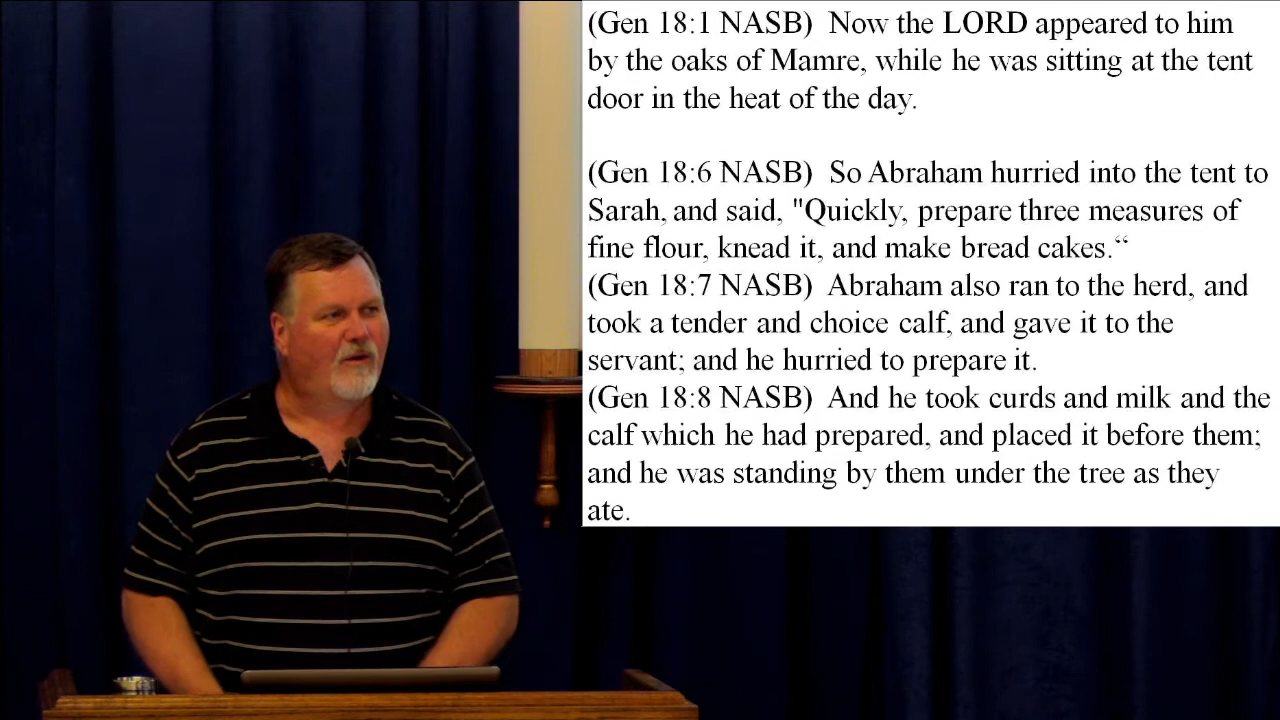 (Gen 18:1 NASB)  Now the LORD appeared to him
by the oaks of Mamre, while he was sitting at the tent
door in the heat of the day.
(Gen 18:6 NASB)  So Abraham hurried into the tent to
Sarah, and said, "Quickly, prepare three measures of
fine flour, knead it, and make bread cakes.“
(Gen 18:7 NASB)  Abraham also ran to the herd, and
took a tender and choice calf, and gave it to the
servant; and he hurried to prepare it.
(Gen 18:8 NASB)  And he took curds and milk and the
calf which he had prepared, and placed it before them;
and he was standing by them under the tree as they
ate.